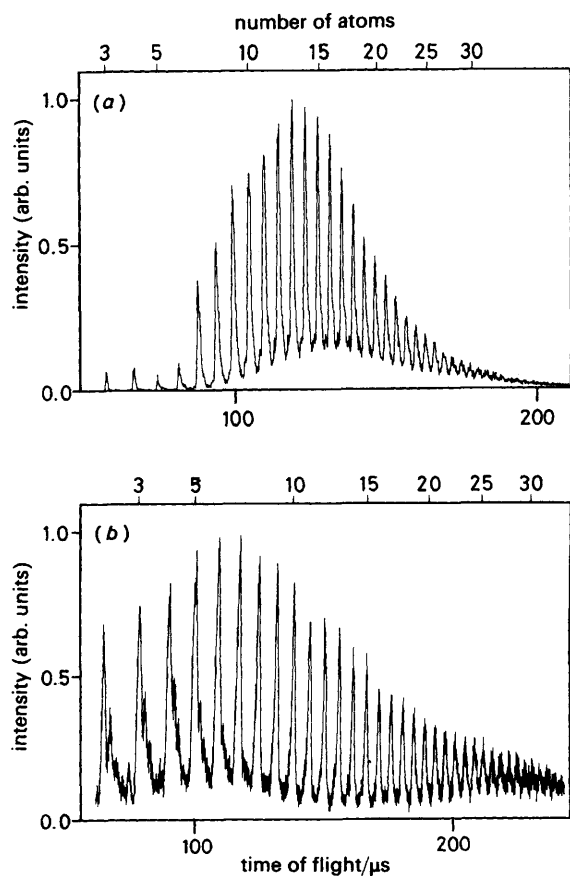 number of atoms
3 5 10 15 20 25 30
(a)
1.0
0.5
0.0
intensity (arb. units)
100 200
3 5 10 15 20 25 30
(b)
1.0
0.5
0.0
intensity (arb. units)
100 200
time of flight/μs